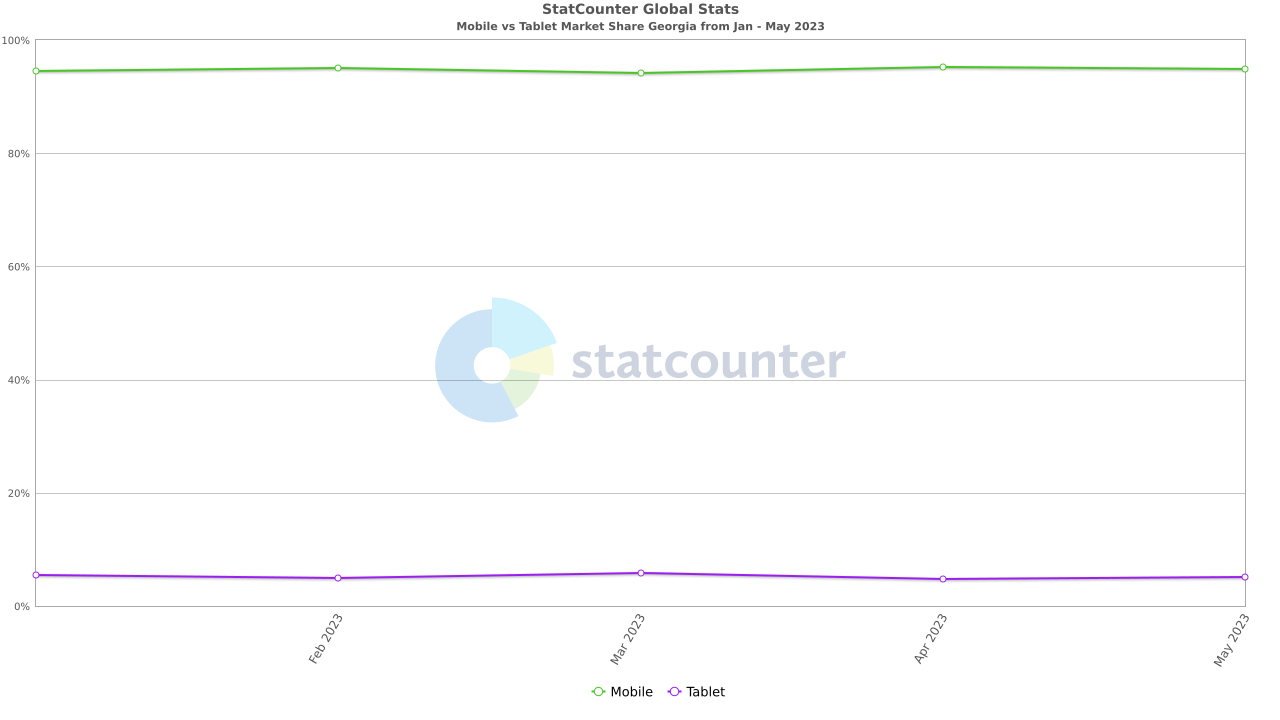 StatCounter Global Stats
Mobile vs Tablet Market Share Georgia from Jan - May 2023
100%
80%
60%
40%
20%
0%
statcounter
Feb 2023
Mar 2023
Apr 2023
May 2023
Mobile
Tablet